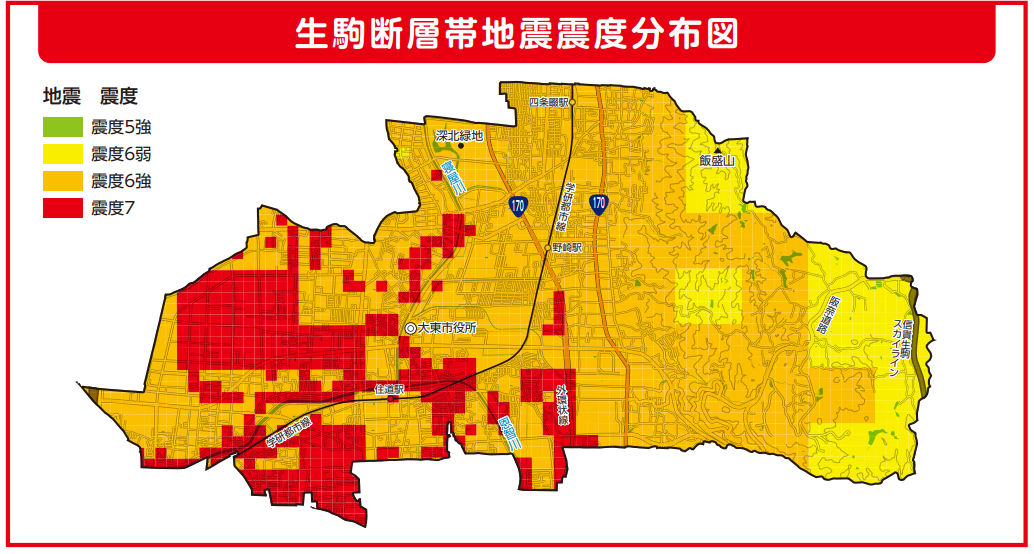 生駒断層帯地震震度分布図
地震　震度
震度5強
震度6弱
震度6強
震度7
四条畷駅
深北緑地
飯盛山
寝屋川
170
学研都市線
170
野崎駅
阪奈道路
信貴生駒
スカイライン
大東市役所
住道駅
外環状線
学研都市線
恩智川